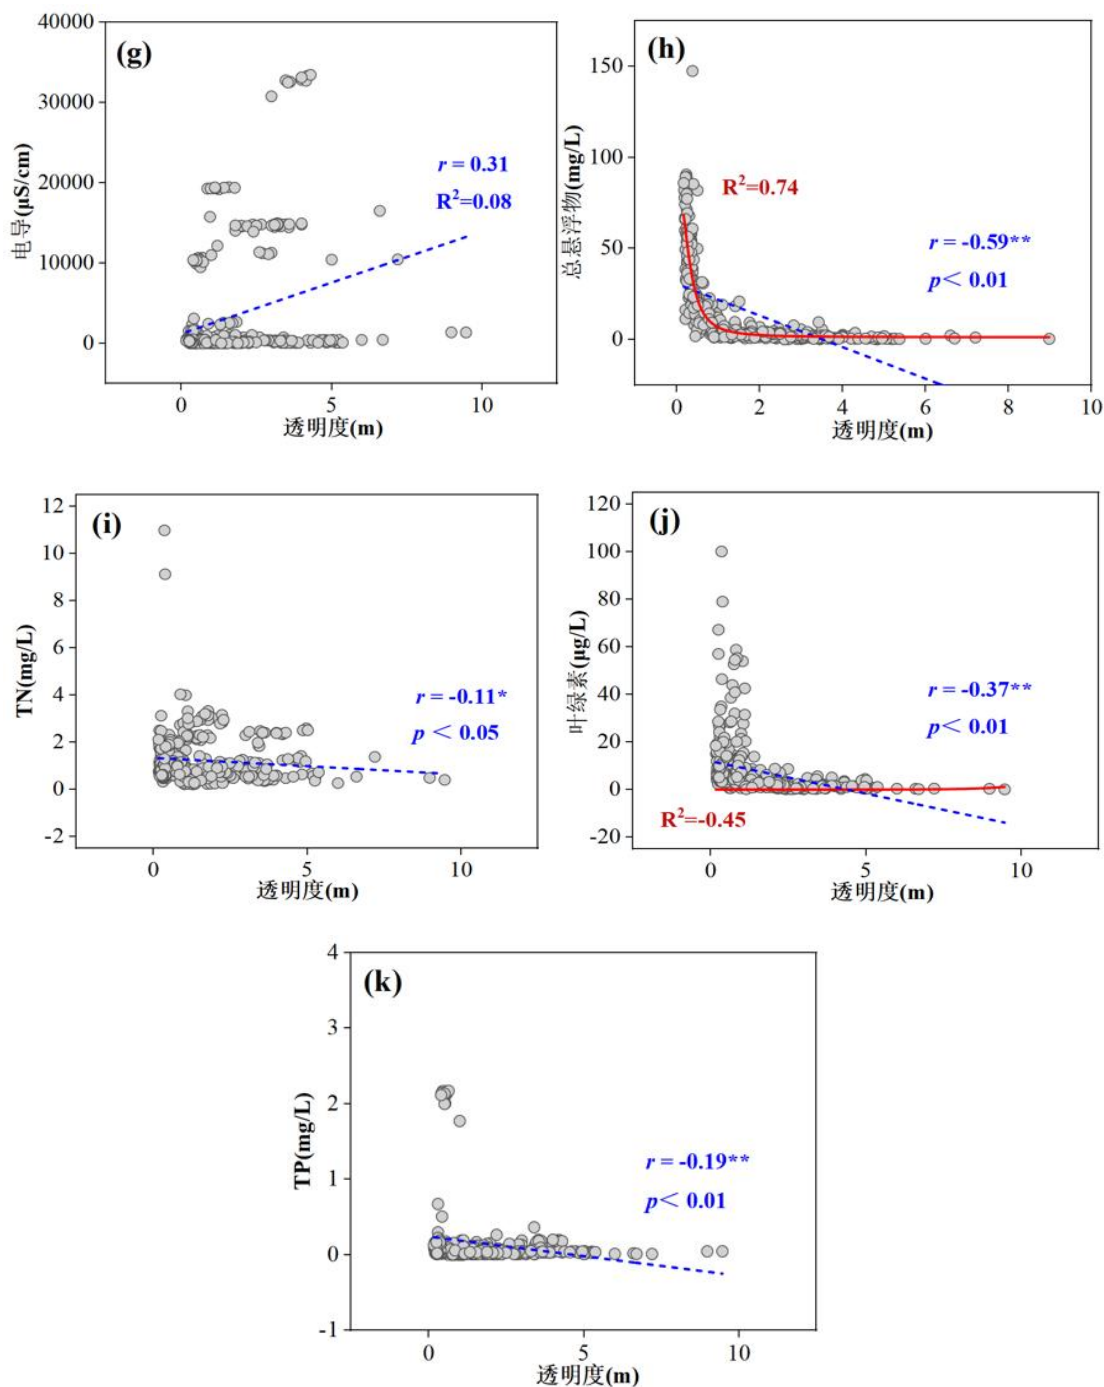 (g)
40000
30000
20000
10000
0
电导(μS/cm)
r = 0.31
R²=0.08
0 5 10
透明度(m)
(h)
150
100
50
0
总悬浮物(mg/L)
R²=0.74
r = -0.59**
p< 0.01
0 2 4 6 8 10
透明度(m)
(i)
12
10
8
6
4
2
0
-2
TN(mg/L)
r = -0.11*
p < 0.05
0 5 10
透明度(m)
(j)
120
100
80
60
40
20
0
-20
叶绿素(μg/L)
r = -0.37**
p< 0.01
R²=-0.45
0 5 10
透明度(m)
(k)
4
3
2
1
0
-1
TP(mg/L)
r = -0.19**
p< 0.01
0 5 10
透明度(m)